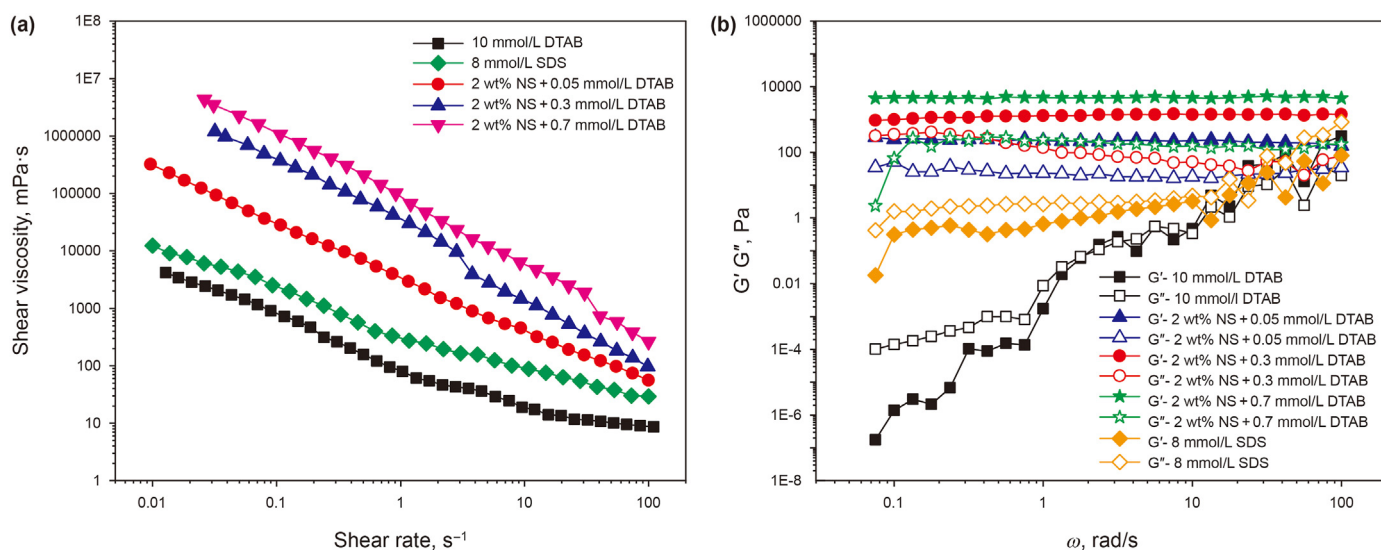 (a)
1E8
1E7
1000000
100000
10000
1000
100
10
1
Shear viscosity, mPa·s
0.01
0.1
1
10
100
Shear rate, s⁻¹
10 mmol/L DTAB
8 mmol/L SDS
2 wt% NS + 0.05 mmol/L DTAB
2 wt% NS + 0.3 mmol/L DTAB
2 wt% NS + 0.7 mmol/L DTAB
(b)
1000000
10000
100
1
0.01
1E-4
1E-6
1E-8
G′ G″, Pa
0.1
1
10
100
ω, rad/s
G′- 10 mmol/L DTAB
G″- 10 mmol/l DTAB
G′- 2 wt% NS + 0.05 mmol/L DTAB
G″- 2 wt% NS + 0.05 mmol/L DTAB
G′- 2 wt% NS + 0.3 mmol/L DTAB
G″- 2 wt% NS + 0.3 mmol/L DTAB
G′- 2 wt% NS + 0.7 mmol/L DTAB
G″- 2 wt% NS + 0.7 mmol/L DTAB
G′- 8 mmol/L SDS
G″- 8 mmol/L SDS